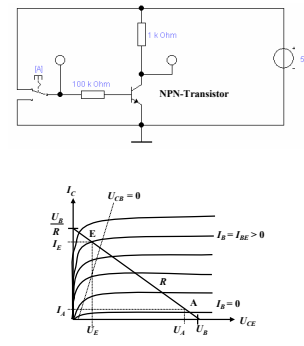 1 k Ohm
[A]
100 k Ohm
NPN-Transistor
5
I_C
U_CB = 0
U_B
R
E
I_E
I_B = I_BE > 0
R
I_A
A
I_B = 0
U_E
U_A
U_B
U_CE